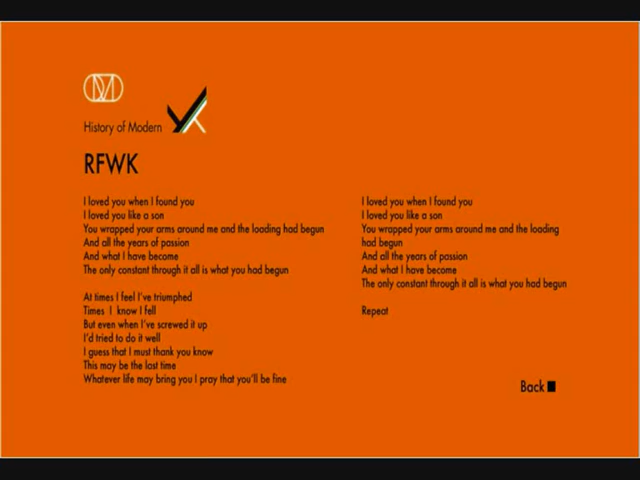 OMD
History of Modern
RFWK
I loved you when I found you
I loved you like a son
You wrapped your arms around me and the loading had begun
And all the years of passion
And what I have become
The only constant through it all is what you had begun
At times I feel I've triumphed
Times I know I fell
But even when I've screwed it up
I'd tried to do it well
I guess that I must thank you know
This may be the last time
Whatever life may bring you I pray that you'll be fine
I loved you when I found you
I loved you like a son
You wrapped your arms around me and the loading
had begun
And all the years of passion
And what I have become
The only constant through it all is what you had begun
Repeat
Back